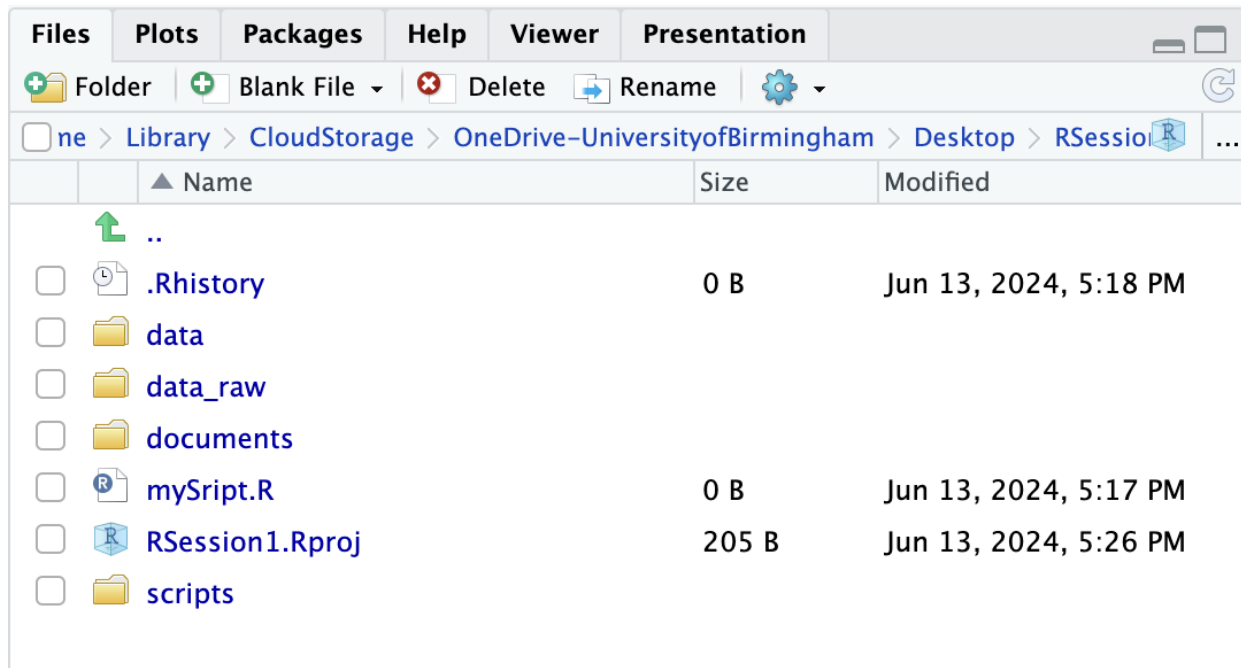 Files Plots Packages Help Viewer Presentation
Folder Blank File Delete Rename
ne > Library > CloudStorage > OneDrive-UniversityofBirmingham > Desktop > RSessio R ...
Name Size Modified
..
.Rhistory 0 B Jun 13, 2024, 5:18 PM
data
data_raw
documents
R mySript.R 0 B Jun 13, 2024, 5:17 PM
R RSession1.Rproj 205 B Jun 13, 2024, 5:26 PM
scripts